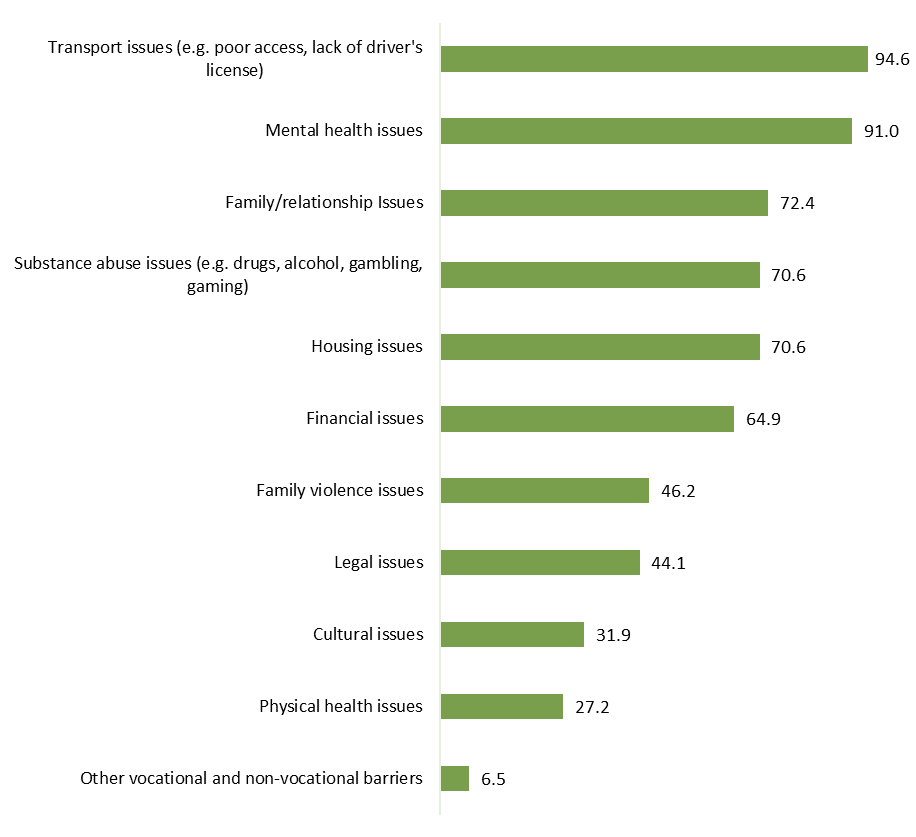 Transport issues (e.g. poor access, lack of driver's
license)
94.6
Mental health issues
91.0
Family/relationship Issues
72.4
Substance abuse issues (e.g. drugs, alcohol, gambling,
gaming)
70.6
Housing issues
70.6
Financial issues
64.9
Family violence issues
46.2
Legal issues
44.1
Cultural issues
31.9
Physical health issues
27.2
Other vocational and non-vocational barriers
6.5